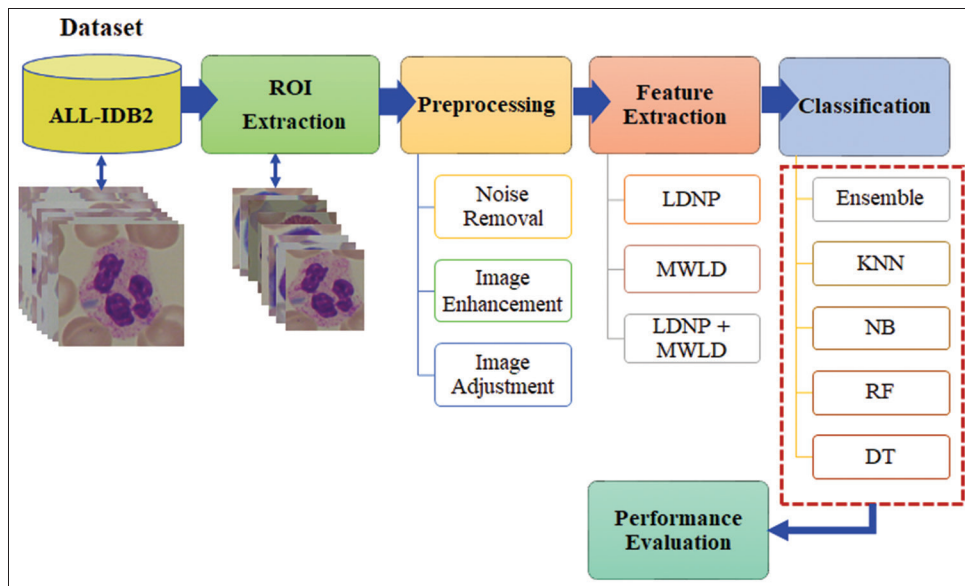 Dataset
ALL-IDB2
ROI
Extraction
Preprocessing
Feature
Extraction
Classification
Noise
Removal
Image
Enhancement
Image
Adjustment
LDNP
MWLD
LDNP +
MWLD
Ensemble
KNN
NB
RF
DT
Performance
Evaluation